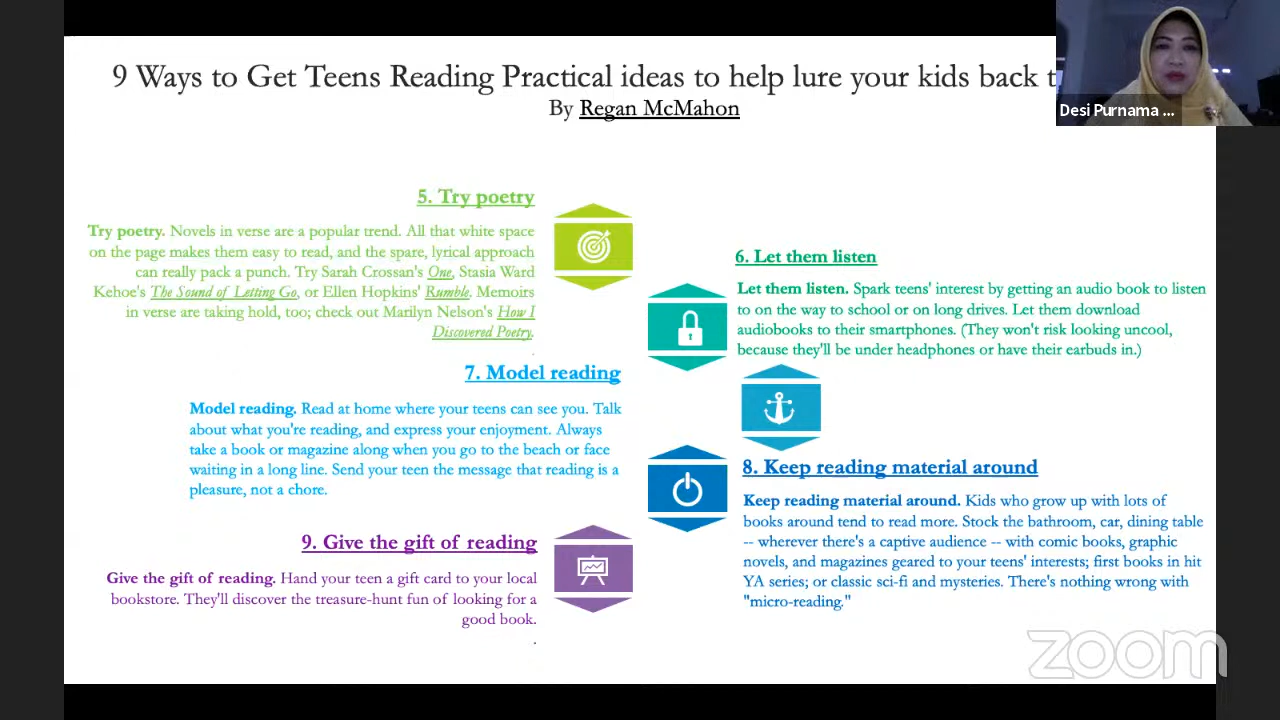 9 Ways to Get Teens Reading Practical ideas to help lure your kids back t
By Regan McMahon
Desi Purnama ...
5. Try poetry
Try poetry. Novels in verse are a popular trend. All that white space
on the page makes them easy to read, and the spare, lyrical approach
can really pack a punch. Try Sarah Crossan's One, Stasia Ward
Kehoe's The Sound of Letting Go, or Ellen Hopkins' Rumble. Memoirs
in verse are taking hold, too; check out Marilyn Nelson's How I
Discovered Poetry.
.
6. Let them listen
Let them listen. Spark teens' interest by getting an audio book to listen
to on the way to school or on long drives. Let them download
audiobooks to their smartphones. (They won't risk looking uncool,
because they'll be under headphones or have their earbuds in.)
7. Model reading
Model reading. Read at home where your teens can see you. Talk
about what you're reading, and express your enjoyment. Always
take a book or magazine along when you go to the beach or face
waiting in a long line. Send your teen the message that reading is a
pleasure, not a chore.
8. Keep reading material around
Keep reading material around. Kids who grow up with lots of
books around tend to read more. Stock the bathroom, car, dining table
-- wherever there's a captive audience -- with comic books, graphic
novels, and magazines geared to your teens' interests; first books in hit
YA series; or classic sci-fi and mysteries. There's nothing wrong with
"micro-reading."
9. Give the gift of reading
Give the gift of reading. Hand your teen a gift card to your local
bookstore. They'll discover the treasure-hunt fun of looking for a
good book.
.
zoom